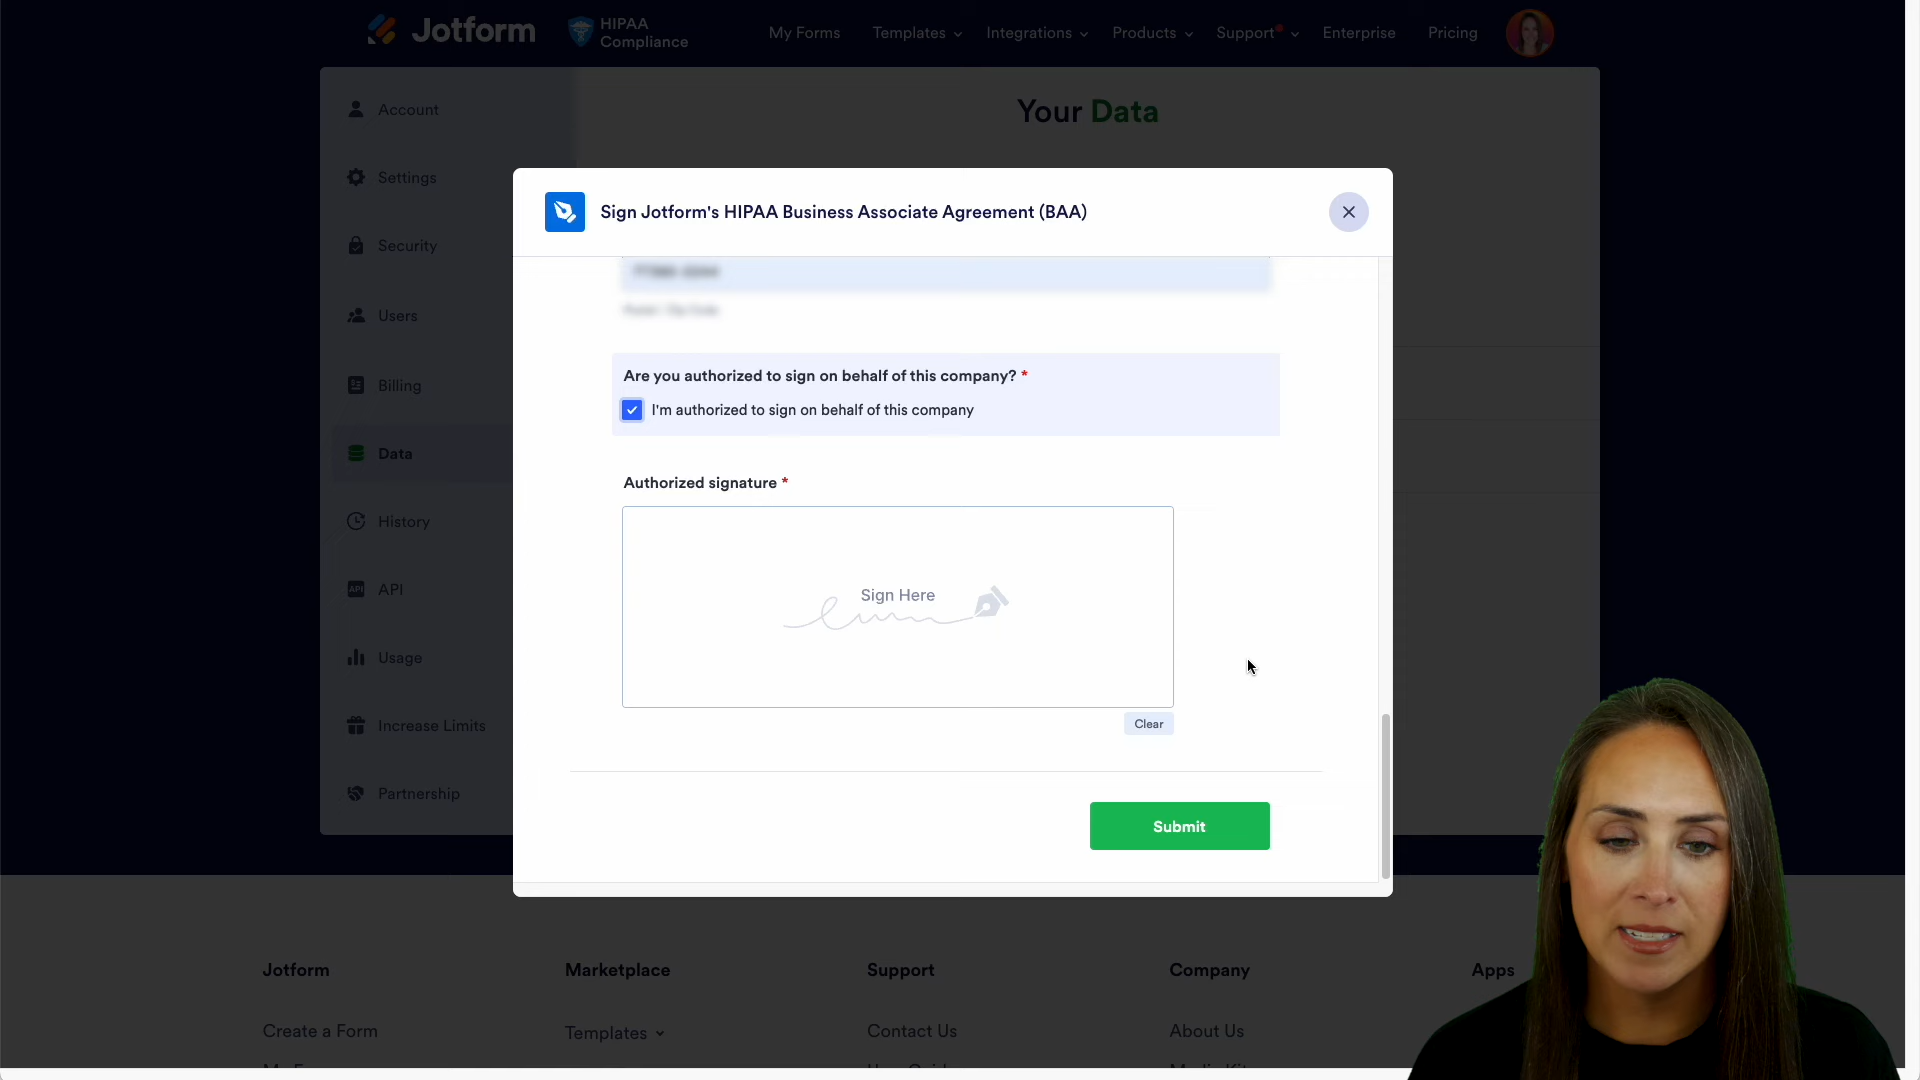 Jotform
HIPAA
Compliance
My Forms
Templates
Integrations
Products
Support
Enterprise
Pricing
Account
Settings
Security
Users
Billing
Data
History
API
API
Usage
Increase Limits
Partnership
Your Data
Sign Jotform's HIPAA Business Associate Agreement (BAA)
Are you authorized to sign on behalf of this company? *
I'm authorized to sign on behalf of this company
Authorized signature *
Sign Here
Clear
Submit
Jotform
Marketplace
Support
Company
Apps
Create a Form
Templates
Contact Us
About Us